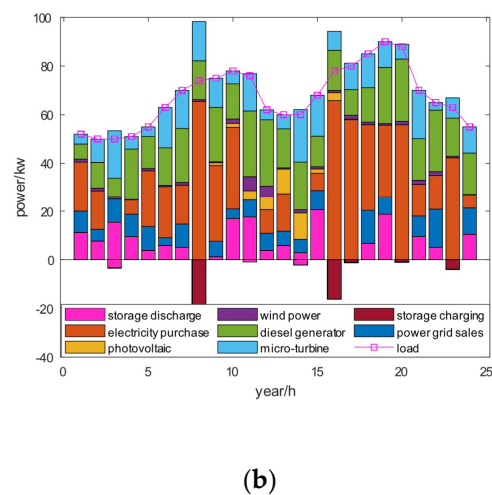 100
80
60
40
20
0
-20
-40
power/kw
storage discharge wind power storage charging
electricity purchase diesel generator power grid sales
photovoltaic micro-turbine load
0 5 10 15 20 25
year/h
(b)